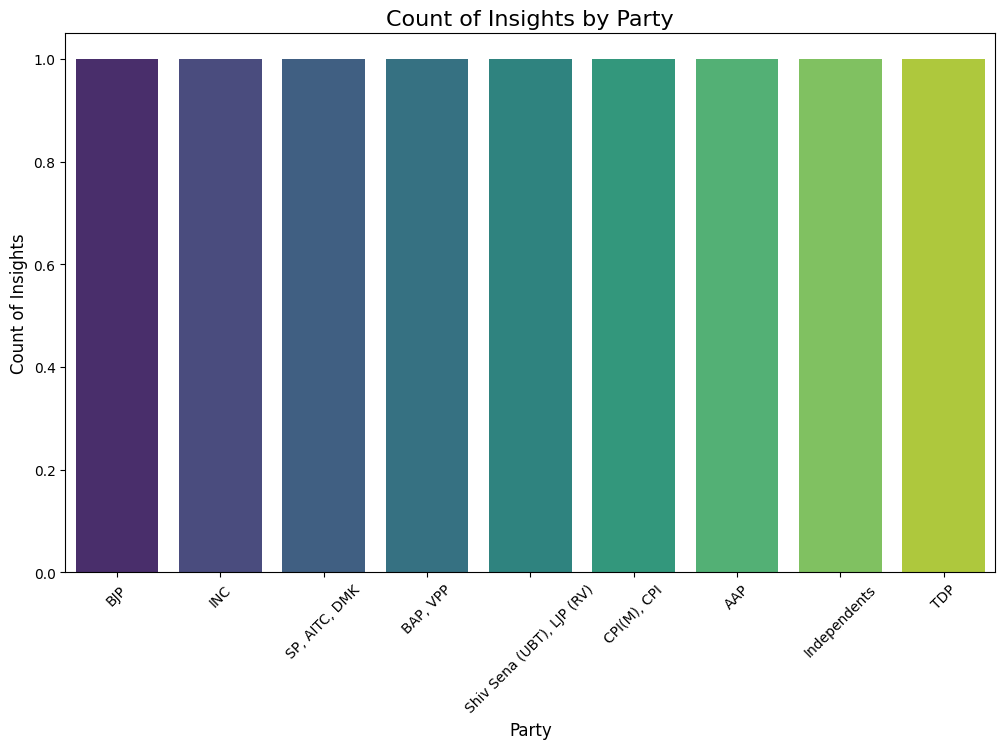 Count of Insights by Party
Count of Insights
1.0
0.8
0.6
0.4
0.2
0.0
BJP
INC
SP, AITC, DMK
BAP, VPP
Shiv Sena (UBT), LJP (RV)
CPI(M), CPI
AAP
Independents
TDP
Party